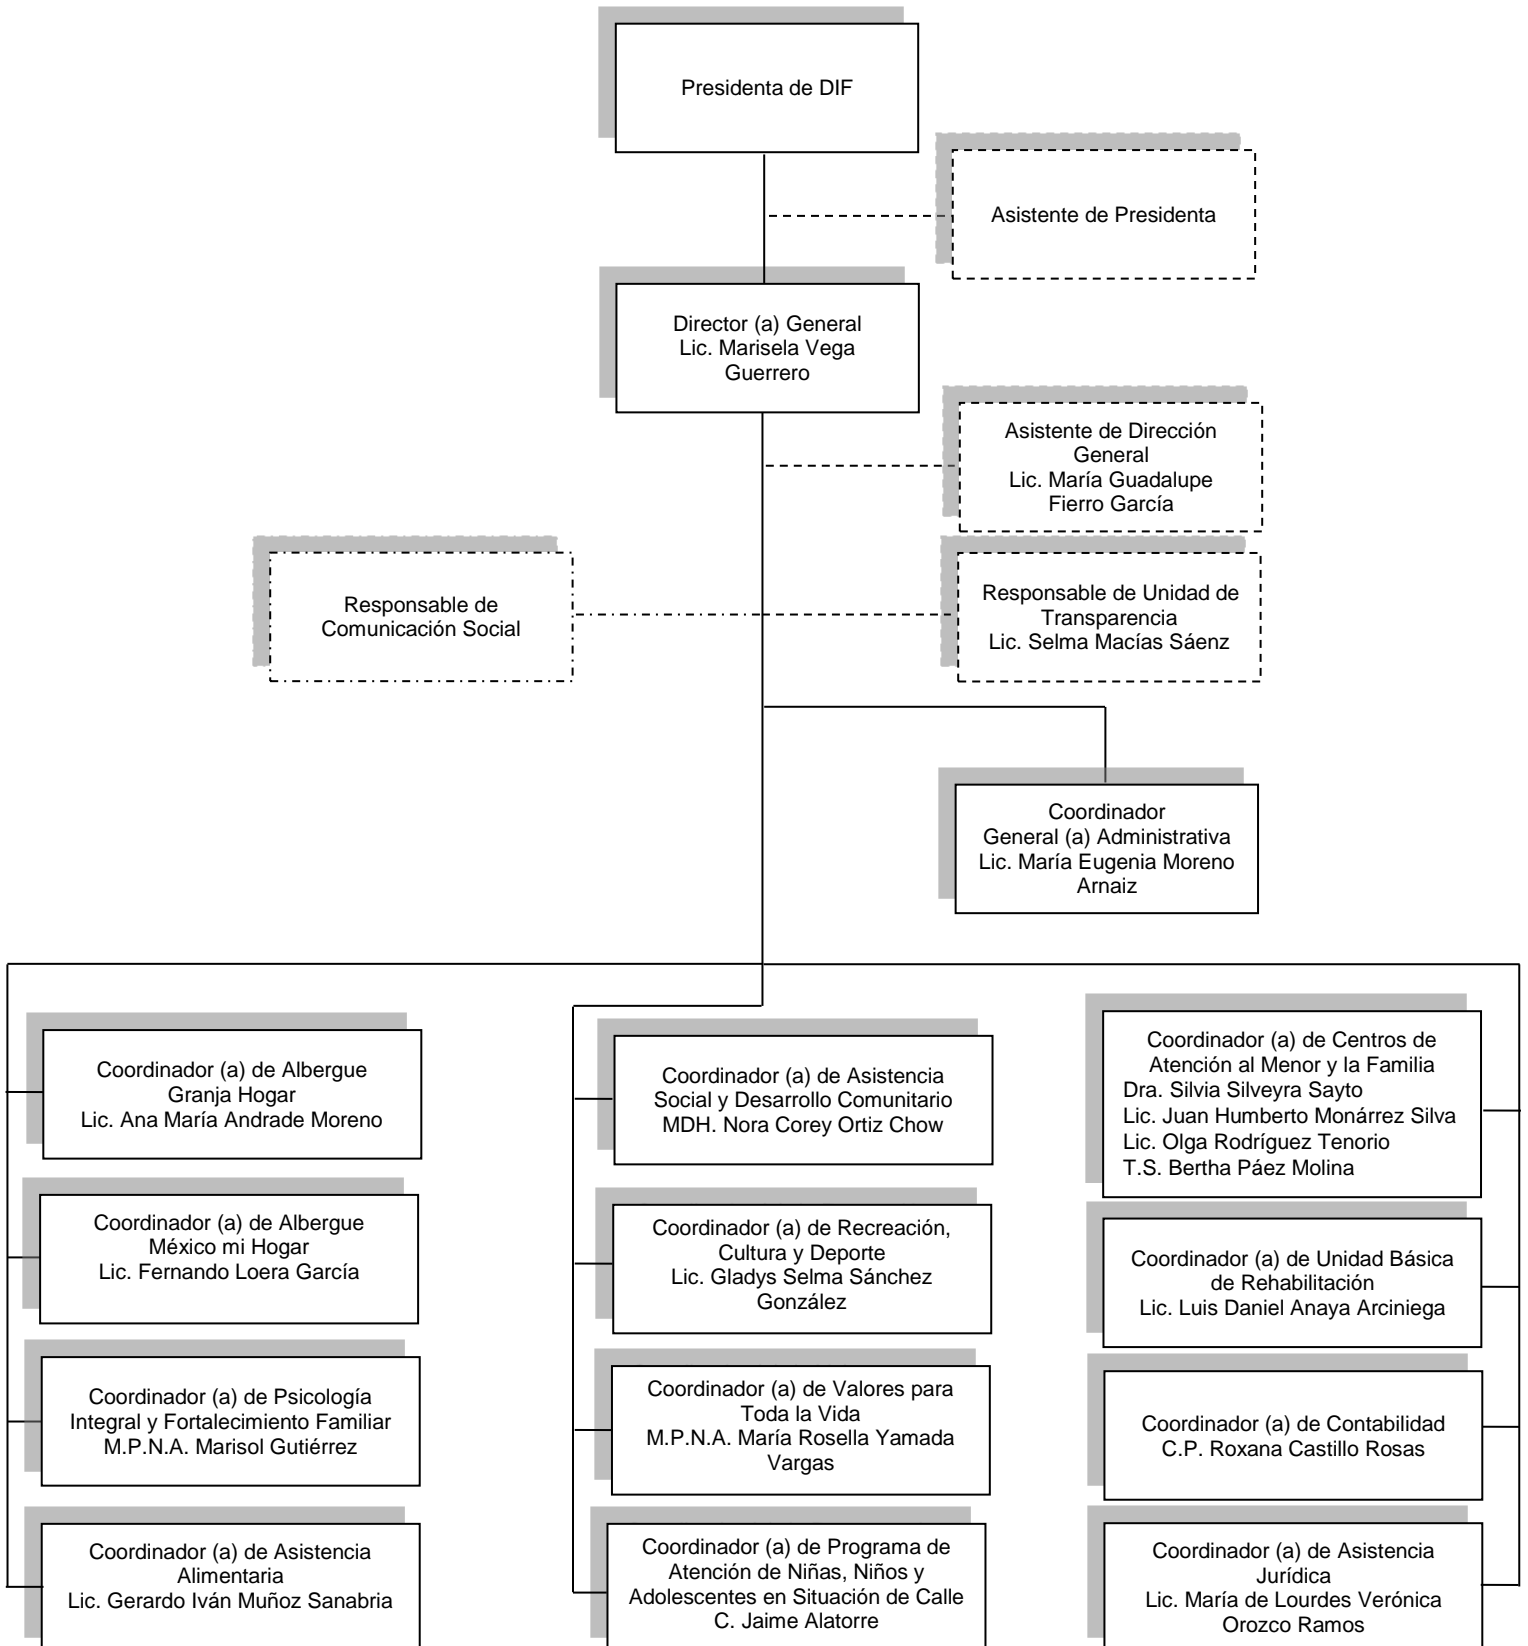 Presidenta de DIF
Asistente de Presidenta
Director (a) General
Lic. Marisela Vega
Guerrero
Asistente de Dirección
General
Lic. María Guadalupe
Fierro García
Responsable de
Comunicación Social
Responsable de Unidad de
Transparencia
Lic. Selma Macías Sáenz
Coordinador
General (a) Administrativa
Lic. María Eugenia Moreno
Arnaiz
Coordinador (a) de Albergue
Granja Hogar
Lic. Ana María Andrade Moreno
Coordinador (a) de Albergue
México mi Hogar
Lic. Fernando Loera García
Coordinador (a) de Psicología
Integral y Fortalecimiento Familiar
M.P.N.A. Marisol Gutiérrez
Coordinador (a) de Asistencia
Alimentaria
Lic. Gerardo Iván Muñoz Sanabria
Coordinador (a) de Asistencia
Social y Desarrollo Comunitario
MDH. Nora Corey Ortiz Chow
Coordinador (a) de Recreación,
Cultura y Deporte
Lic. Gladys Selma Sánchez
González
Coordinador (a) de Valores para
Toda la Vida
M.P.N.A. María Rosella Yamada
Vargas
Coordinador (a) de Programa de
Atención de Niñas, Niños y
Adolescentes en Situación de Calle
C. Jaime Alatorre
Coordinador (a) de Centros de
Atención al Menor y la Familia
Dra. Silvia Silveyra Sayto
Lic. Juan Humberto Monárrez Silva
Lic. Olga Rodríguez Tenorio
T.S. Bertha Páez Molina
Coordinador (a) de Unidad Básica
de Rehabilitación
Lic. Luis Daniel Anaya Arciniega
Coordinador (a) de Contabilidad
C.P. Roxana Castillo Rosas
Coordinador (a) de Asistencia
Jurídica
Lic. María de Lourdes Verónica
Orozco Ramos